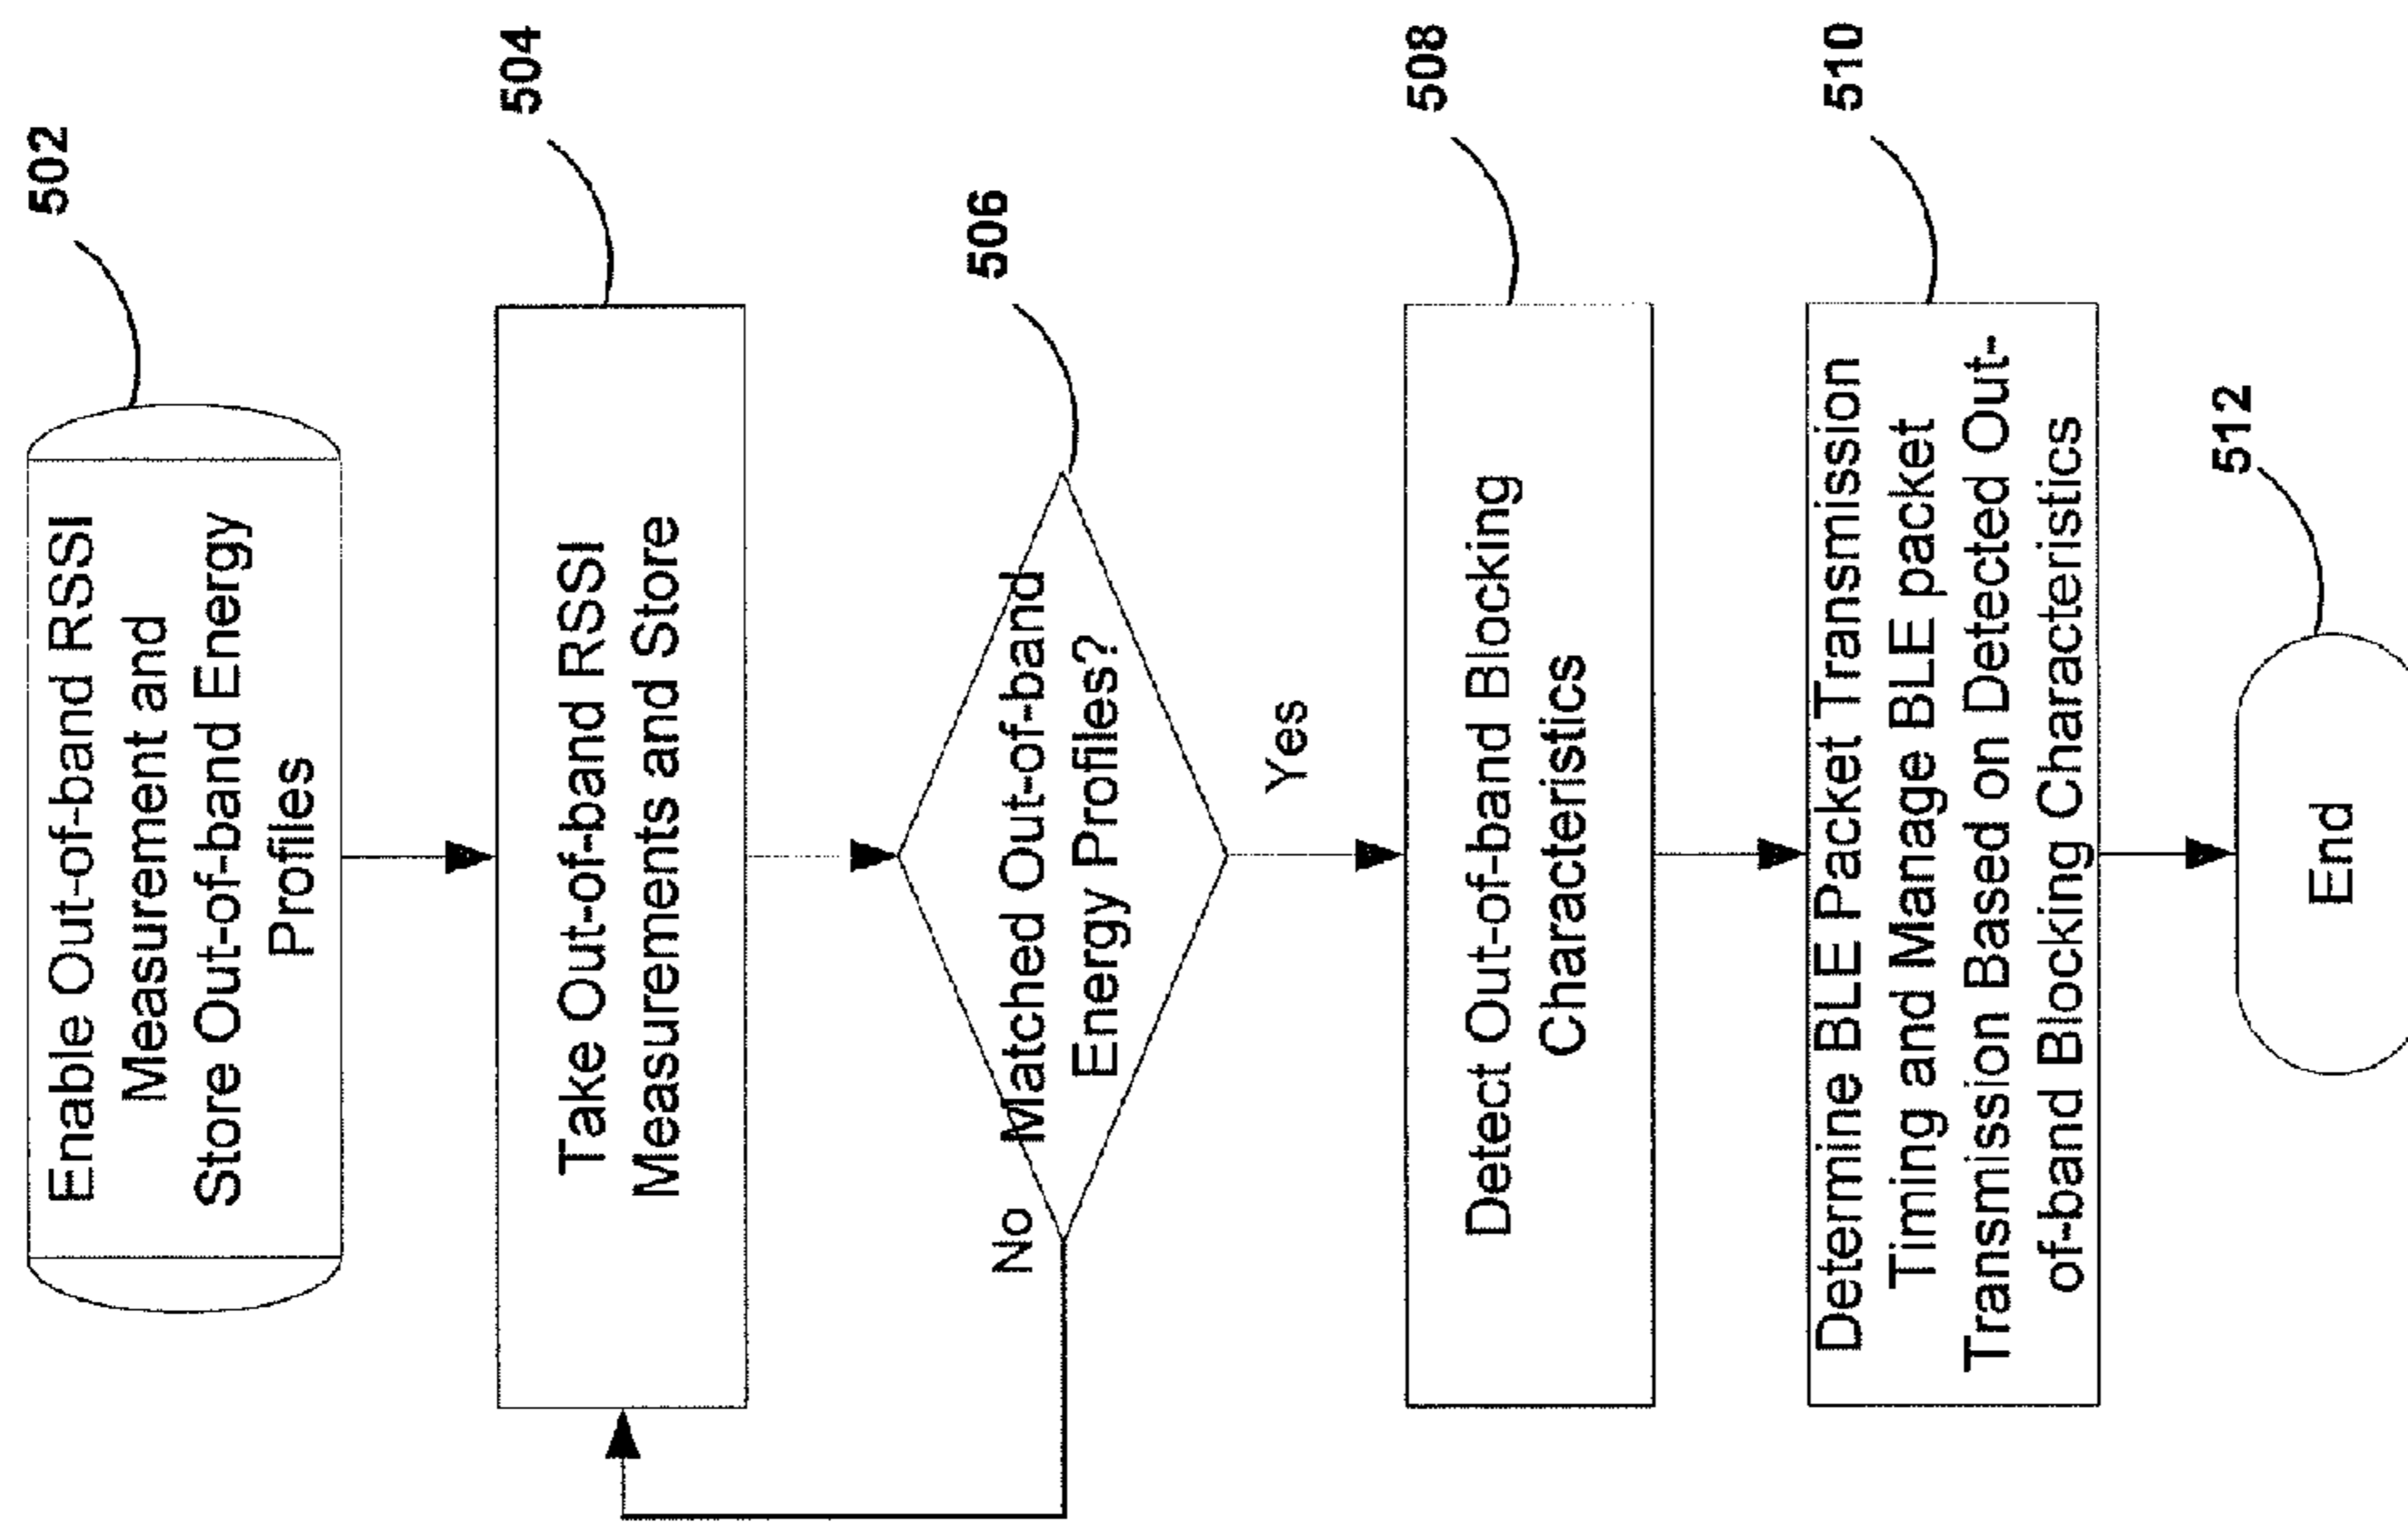 502
Enable Out-of-band RSSI
Measurement and
Store Out-of-band Energy
Profiles
504
Take Out-of-band RSSI
Measurements and Store
506
No
Matched Out-of-band
Energy Profiles?
Yes
508
Detect Out-of-band Blocking
Characteristics
510
Determine BLE Packet Transmission
Timing and Manage BLE packet
Transmission Based on Detected Out-
of-band Blocking Characteristics
512
End